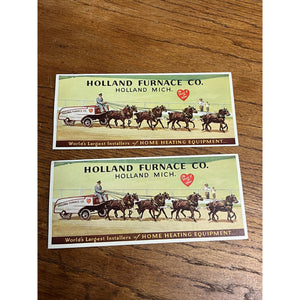 HOLLAND FURNACE CO.
HOLLAND MICH.
World's Largest Installers of HOME HEATING EQUIPMENT...
HOLLAND FURNACE CO.
HOLLAND MICH.
World's Largest Installers of HOME HEATING EQUIPMENT...